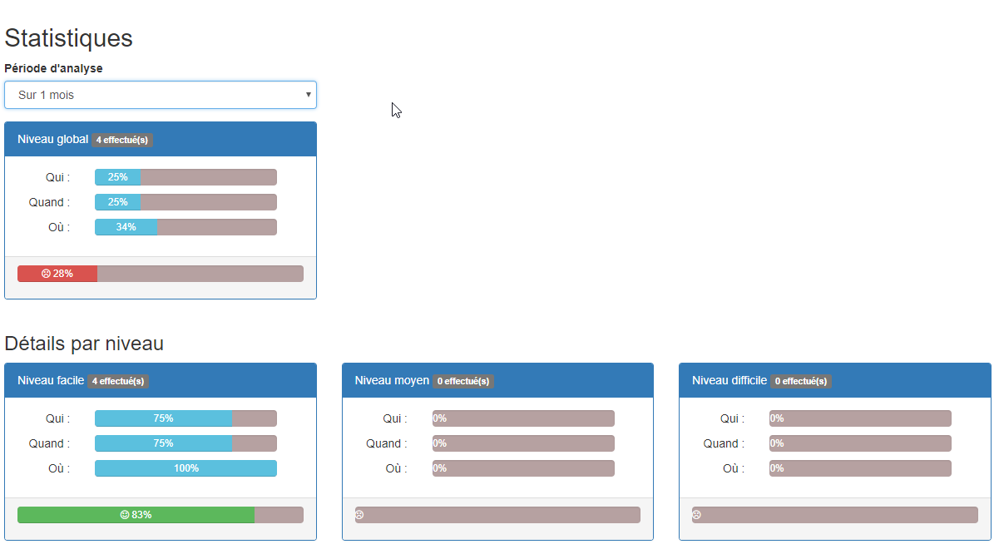 Statistiques
Période d'analyse
Sur 1 mois
Niveau global 4 effectué(s)
Qui : 25%
Quand : 25%
Où : 34%
28%
Détails par niveau
Niveau facile 4 effectué(s)
Qui : 75%
Quand : 75%
Où : 100%
83%
Niveau moyen 0 effectué(s)
Qui : 0%
Quand : 0%
Où : 0%
Niveau difficile 0 effectué(s)
Qui : 0%
Quand : 0%
Où : 0%